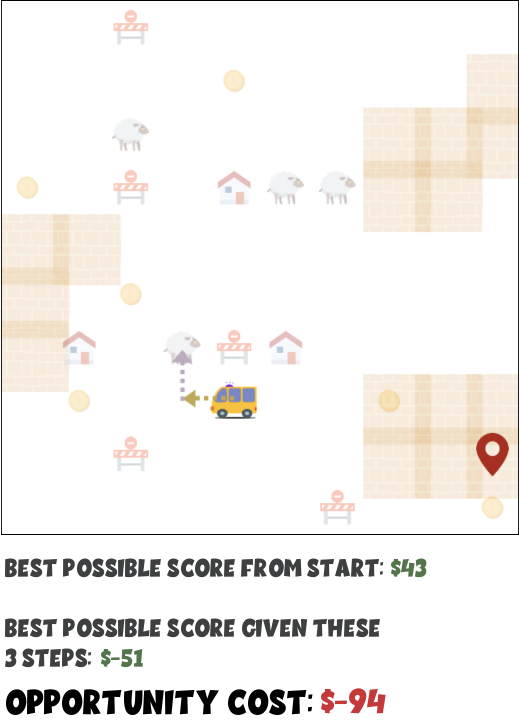 BEST POSSIBLE SCORE FROM START: $43
BEST POSSIBLE SCORE GIVEN THESE
3 STEPS: $-51
OPPORTUNITY COST: $-94